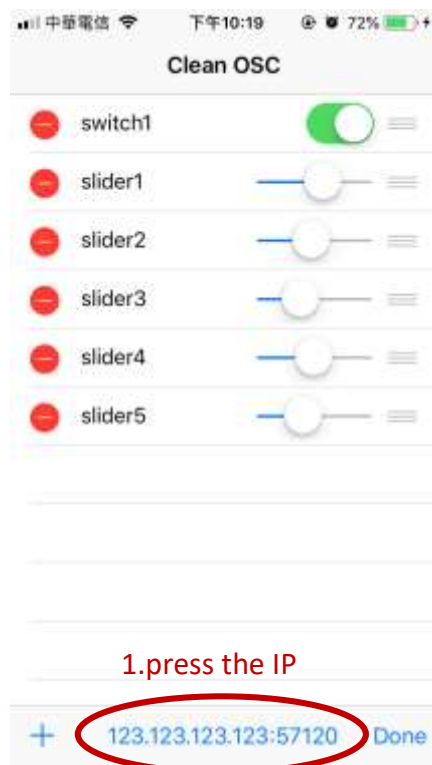 中華電信 下午10:19 72%
Clean OSC
switch1
slider1
slider2
slider3
slider4
slider5
1.press the IP
+ 123.123.123.123:57120 Done